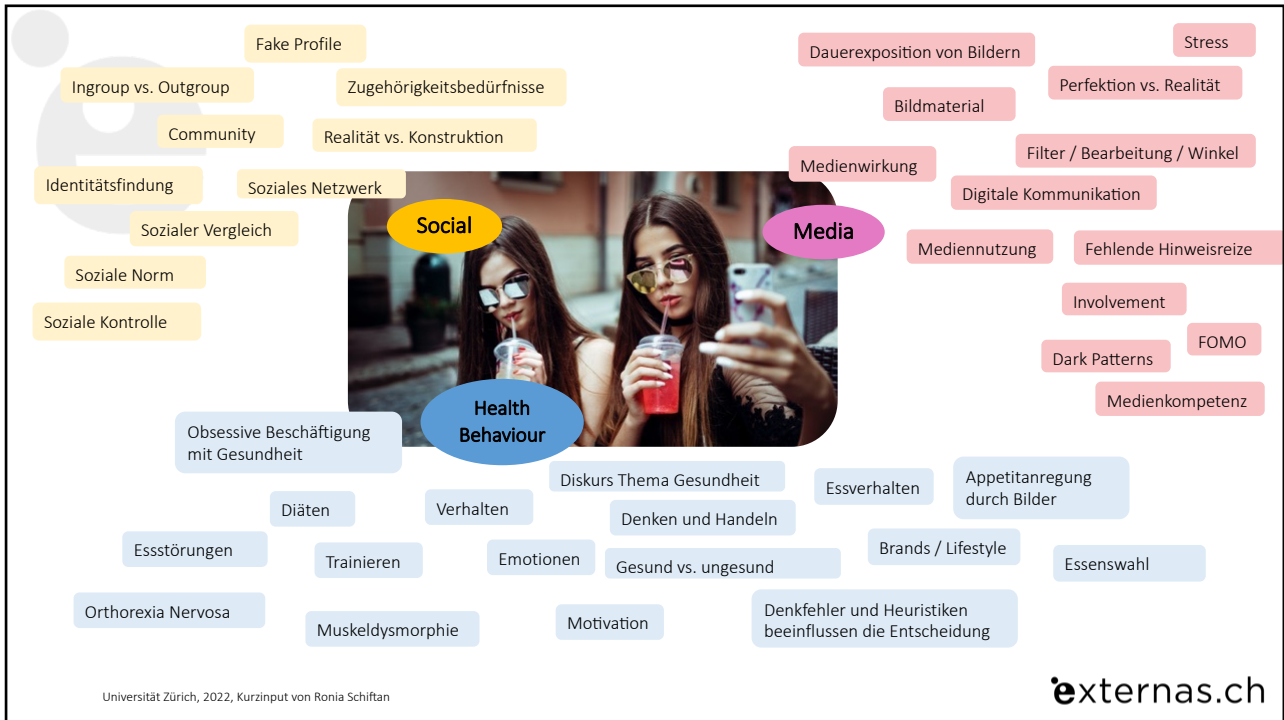 Fake Profile
Ingroup vs. Outgroup
Zugehörigkeitsbedürfnisse
Community
Realität vs. Konstruktion
Identitätsfindung
Soziales Netzwerk
Sozialer Vergleich
Soziale Norm
Soziale Kontrolle
Social
Dauerexposition von Bildern
Stress
Perfektion vs. Realität
Bildmaterial
Filter / Bearbeitung / Winkel
Medienwirkung
Digitale Kommunikation
Media
Mediennutzung
Fehlende Hinweisreize
Involvement
FOMO
Dark Patterns
Medienkompetenz
Health
Behaviour
Obsessive Beschäftigung
mit Gesundheit
Diskurs Thema Gesundheit
Essverhalten
Appetitanregung
durch Bilder
Diäten
Verhalten
Denken und Handeln
Essstörungen
Trainieren
Emotionen
Gesund vs. ungesund
Brands / Lifestyle
Essenswahl
Orthorexia Nervosa
Muskeldysmorphie
Motivation
Denkfehler und Heuristiken
beeinflussen die Entscheidung
Universität Zürich, 2022, Kurzinput von Ronia Schiftan
externas.ch